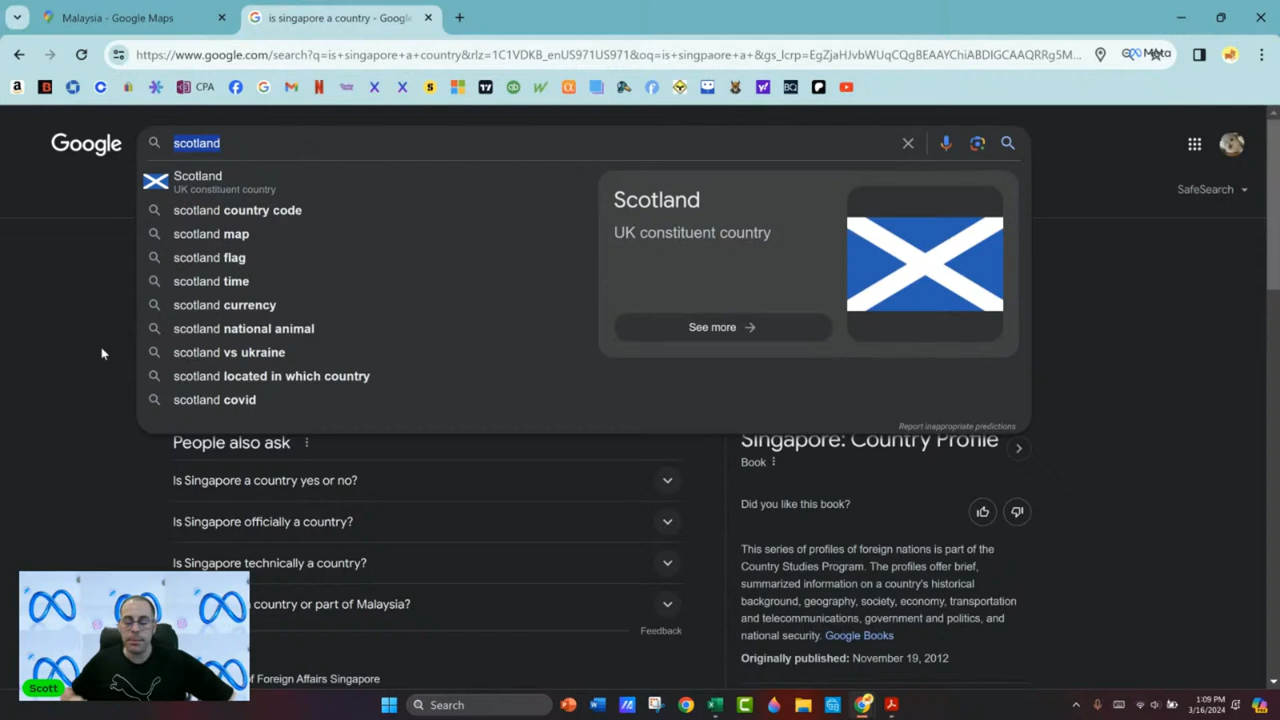 Malaysia - Google Maps
is singapore a country - Google
https://www.google.com/search?q=is+singapore+a+country&rlz=1C1VDKB_enUS971US971&oq=is+singpaore+a+&gs_lcrp=EgZjaHJvbWUqCQgBEAAYChiABDIGCAAQRRg5M...
Meta
CPA
Google
scotland
SafeSearch
Scotland
UK constituent country
scotland country code
scotland map
scotland flag
scotland time
scotland currency
scotland national animal
scotland vs ukraine
scotland located in which country
scotland covid
Scotland
UK constituent country
See more
Report inappropriate predictions
People also ask
Is Singapore a country yes or no?
Is Singapore officially a country?
Is Singapore technically a country?
country or part of Malaysia?
Feedback
of Foreign Affairs Singapore
Singapore: Country Profile
Book
Did you like this book?
This series of profiles of foreign nations is part of the
Country Studies Program. The profiles offer brief,
summarized information on a country's historical
background, geography, society, economy, transportation
and telecommunications, government and politics, and
national security. Google Books
Originally published: November 19, 2012
Scott
Search
1:09 PM
3/16/2024